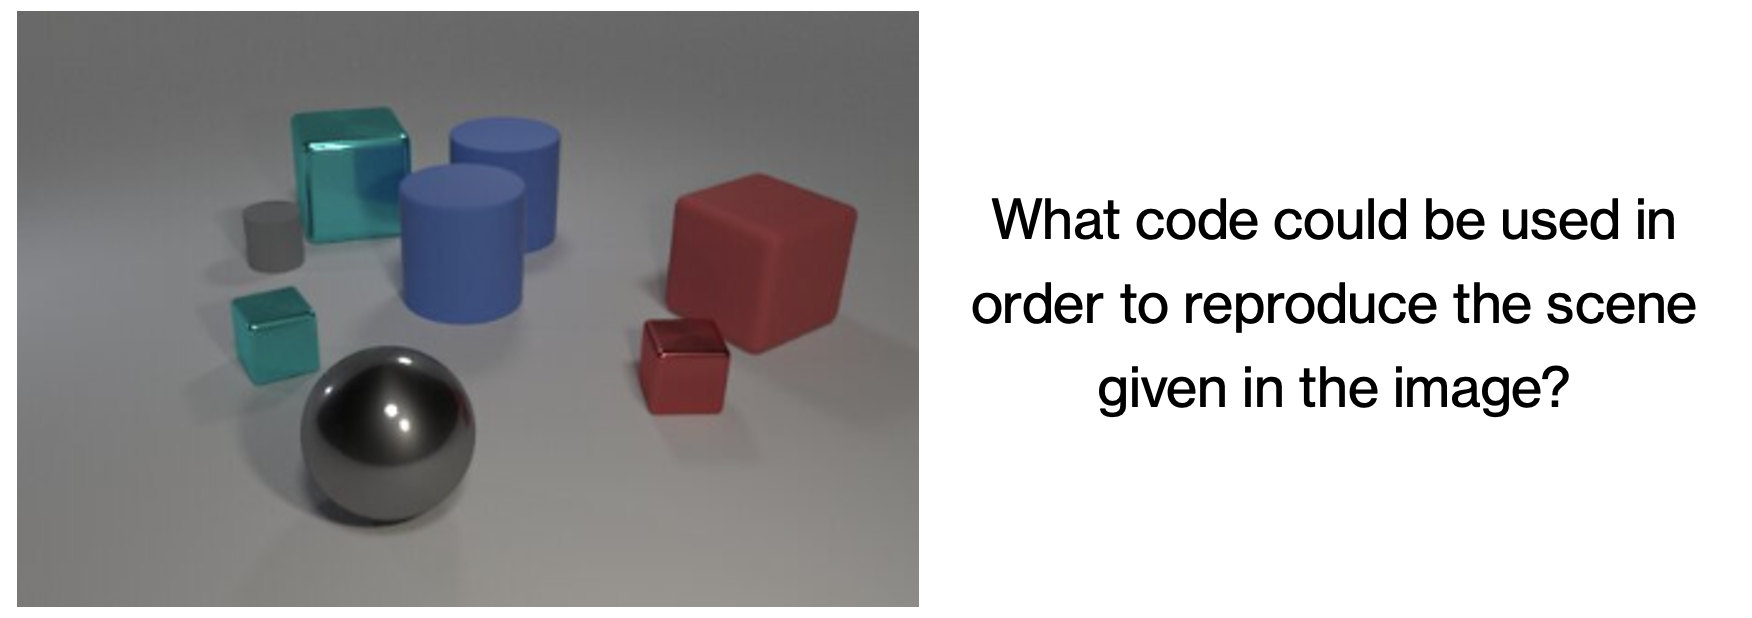 What code could be used in
order to reproduce the scene
given in the image?